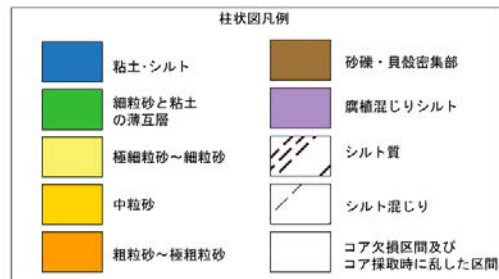 柱状図凡例
粘土･シルト
細粒砂と粘土
の薄互層
極細粒砂～細粒砂
中粒砂
粗粒砂～極粗粒砂
砂礫・貝殻密集部
腐植混じりシルト
シルト質
シルト混じり
コア欠損区間及び
コア採取時に乱した区間